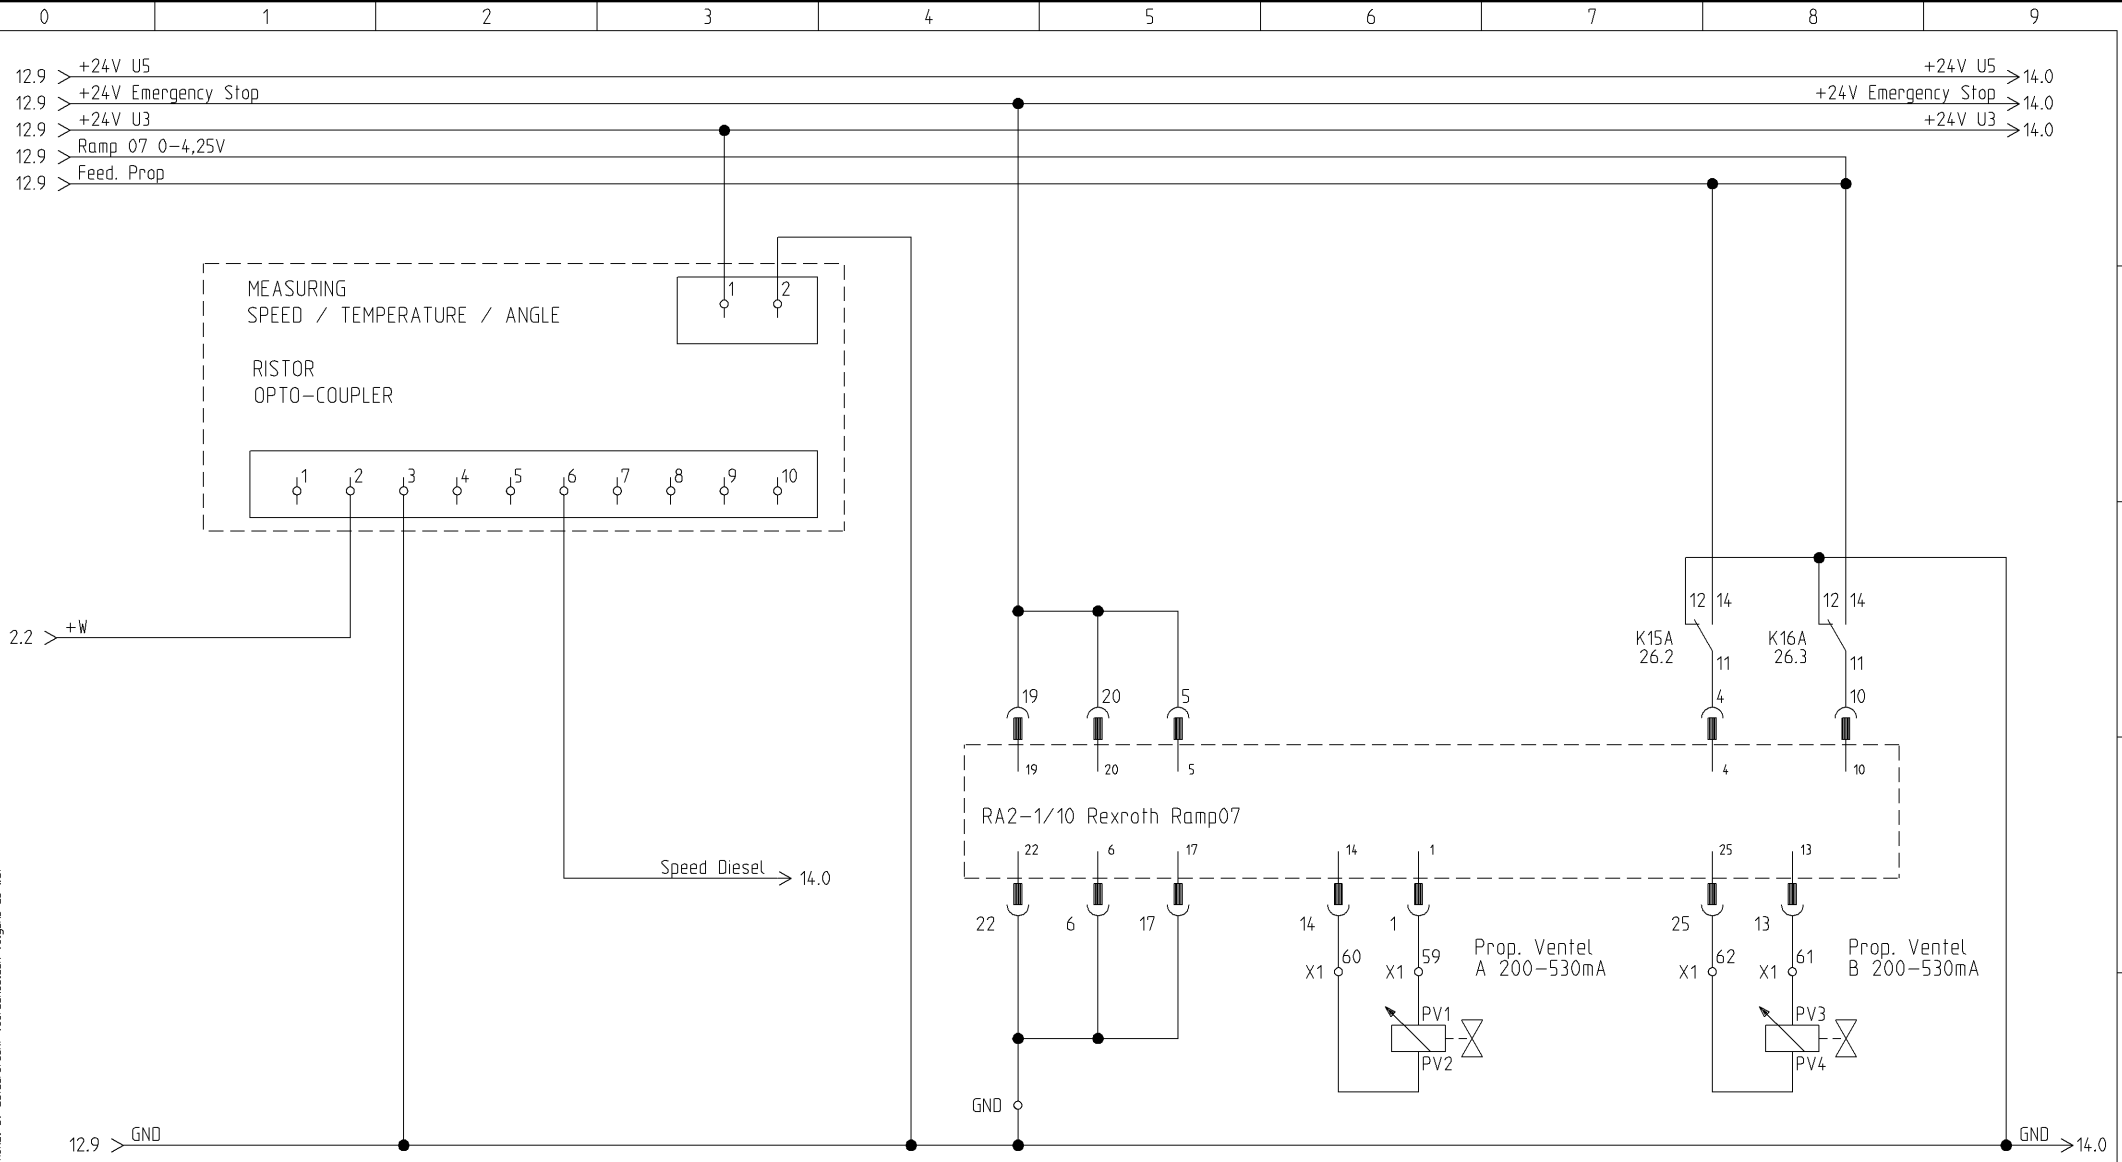 0 1 2 3 4 5 6 7 8 9
12.9 +24V U5 +24V U5 14.0
12.9 +24V Emergency Stop +24V Emergency Stop 14.0
12.9 +24V U3 +24V U3 14.0
12.9 Ramp 07 0-4,25V
12.9 Feed. Prop
MEASURING
SPEED / TEMPERATURE / ANGLE
1 2
RISTOR
OPTO-COUPLER
1 2 3 4 5 6 7 8 9 10
2.2 +W
12 14 12 14
K15A K16A
26.2 26.3
11 11
19 20 5 4 10
19 20 5 4 10
RA2-1/10 Rexroth Ramp07
22 6 17 14 1 25 13
Speed Diesel 14.0
22 6 17 14 1 25 13
Prop. Ventel Prop. Ventel
A 200-530mA B 200-530mA
60 59 62 61
X1 X1 X1 X1
PV1 PV3
PV2 PV4
GND
12.9 GND GND 14.0